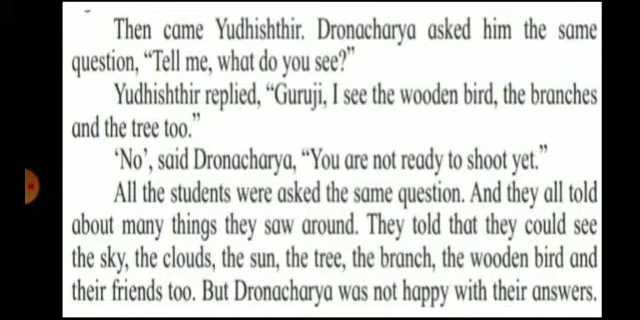 Then came Yudhishthir. Dronacharya asked him the same
question, “Tell me, what do you see?”
Yudhishthir replied, “Guruji, I see the wooden bird, the branches
and the tree too.”
‘No’, said Dronacharya, “You are not ready to shoot yet.”
All the students were asked the same question. And they all told
about many things they saw around. They told that they could see
the sky, the clouds, the sun, the tree, the branch, the wooden bird and
their friends too. But Dronacharya was not happy with their answers.